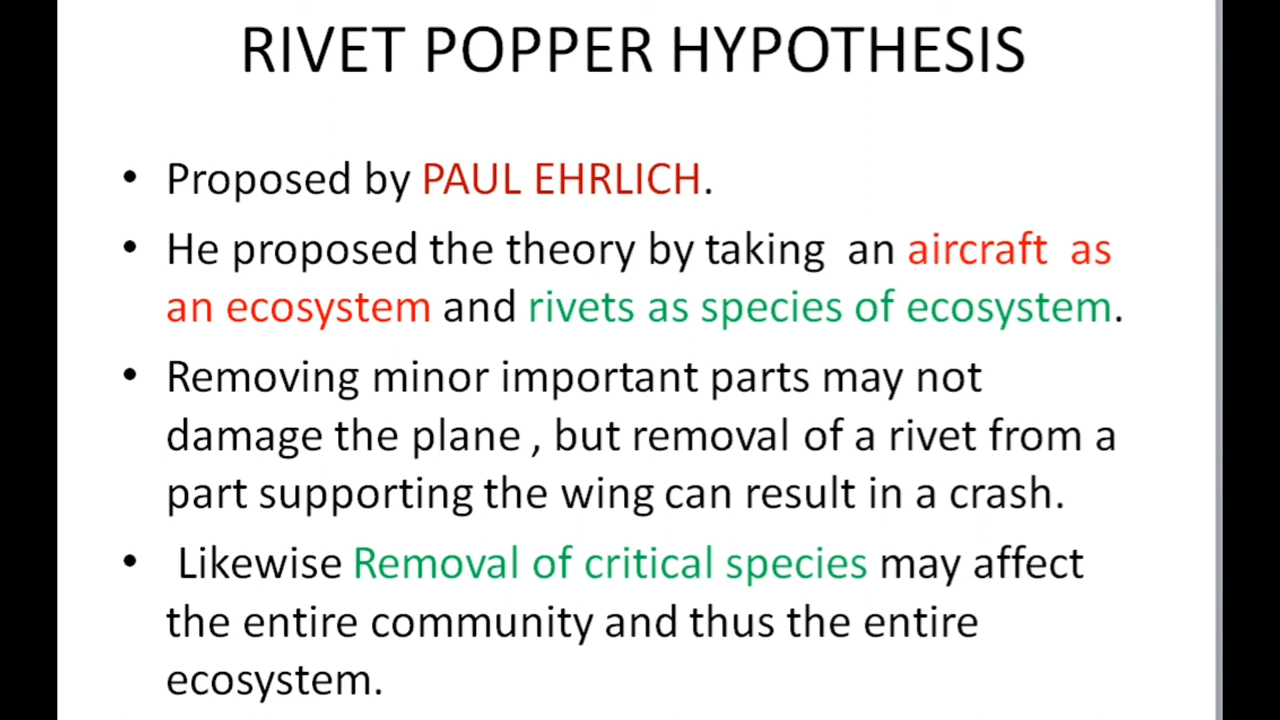 RIVET POPPER HYPOTHESIS
• Proposed by PAUL EHRLICH.
• He proposed the theory by taking an aircraft as
an ecosystem and rivets as species of ecosystem.
• Removing minor important parts may not
damage the plane , but removal of a rivet from a
part supporting the wing can result in a crash.
• Likewise Removal of critical species may affect
the entire community and thus the entire
ecosystem.